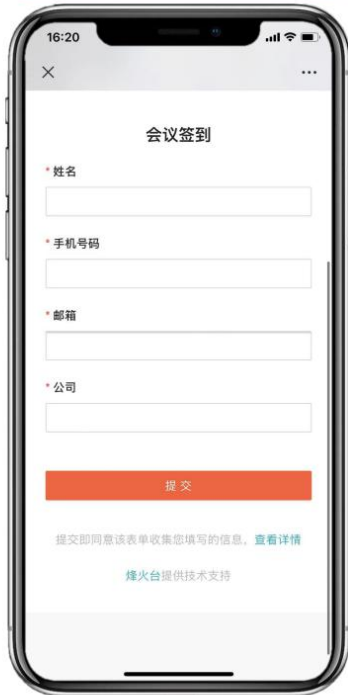 16:20
会议签到
* 姓名
* 手机号码
* 邮箱
* 公司
提交
提交即同意该表单收集您填写的信息。查看详情
烽火台提供技术支持